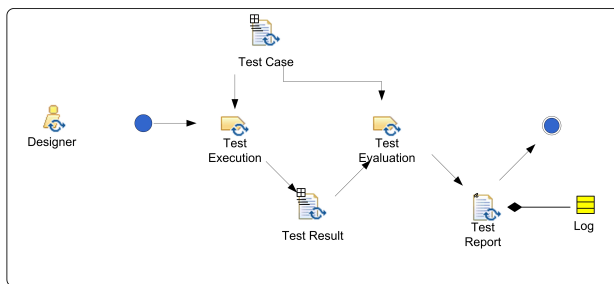 Test Case
Designer
Test
Execution
Test
Evaluation
Test Result
Test
Report
Log